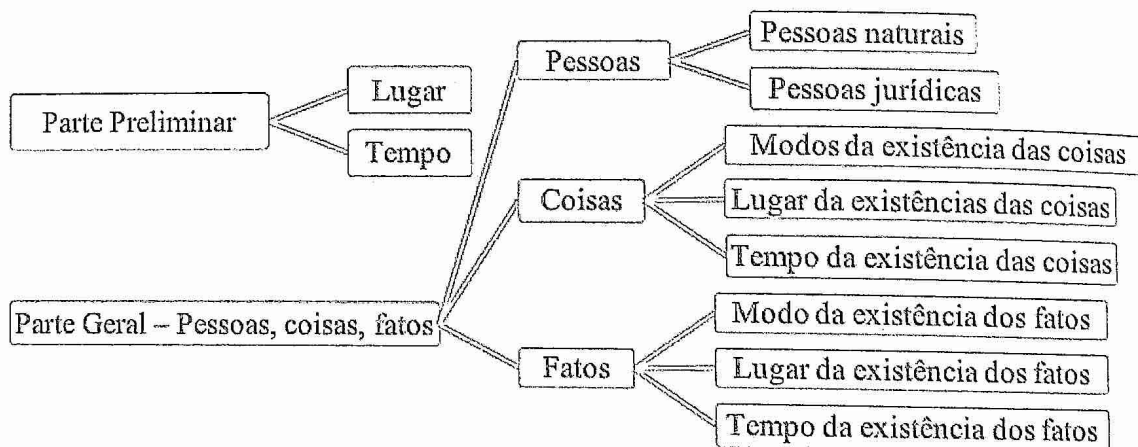 Parte Preliminar
Lugar
Tempo
Parte Geral – Pessoas, coisas, fatos
Pessoas
Pessoas naturais
Pessoas jurídicas
Coisas
Modos da existência das coisas
Lugar da existências das coisas
Tempo da existência das coisas
Fatos
Modo da existência dos fatos
Lugar da existência dos fatos
Tempo da existência dos fatos